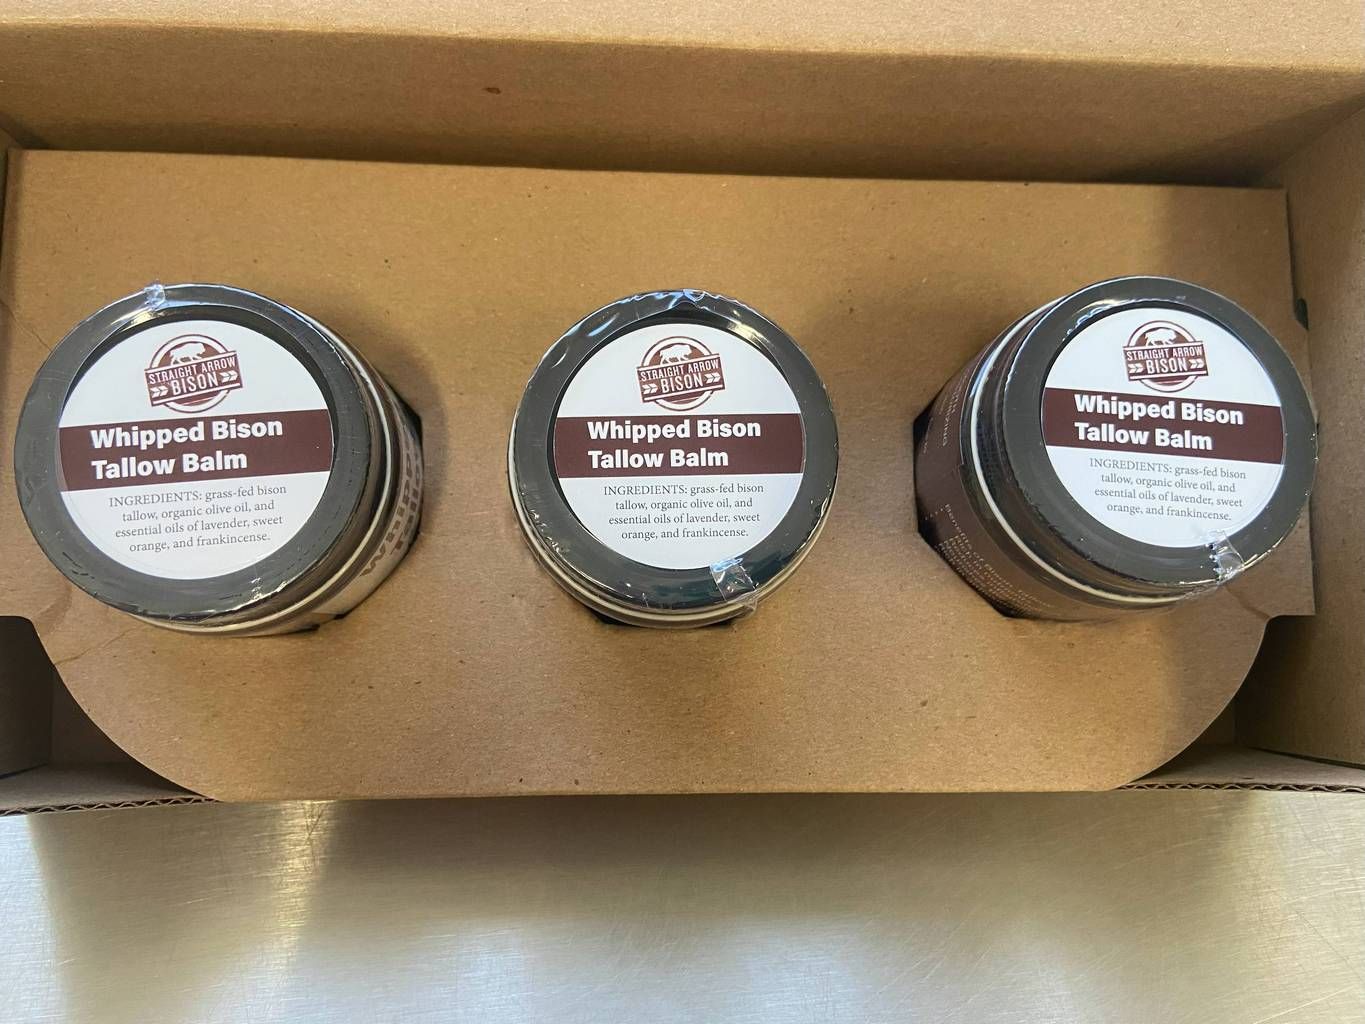 STRAIGHT ARROW
BISON
Whipped Bison
Tallow Balm
INGREDIENTS: grass-fed bison
tallow, organic olive oil, and
essential oils of lavender, sweet
orange, and frankincense.
STRAIGHT ARROW
BISON
Whipped Bison
Tallow Balm
INGREDIENTS: grass-fed bison
tallow, organic olive oil, and
essential oils of lavender, sweet
orange, and frankincense.
STRAIGHT ARROW
BISON
Whipped Bison
Tallow Balm
INGREDIENTS: grass-fed bison
tallow, organic olive oil, and
essential oils of lavender, sweet
orange, and frankincense.